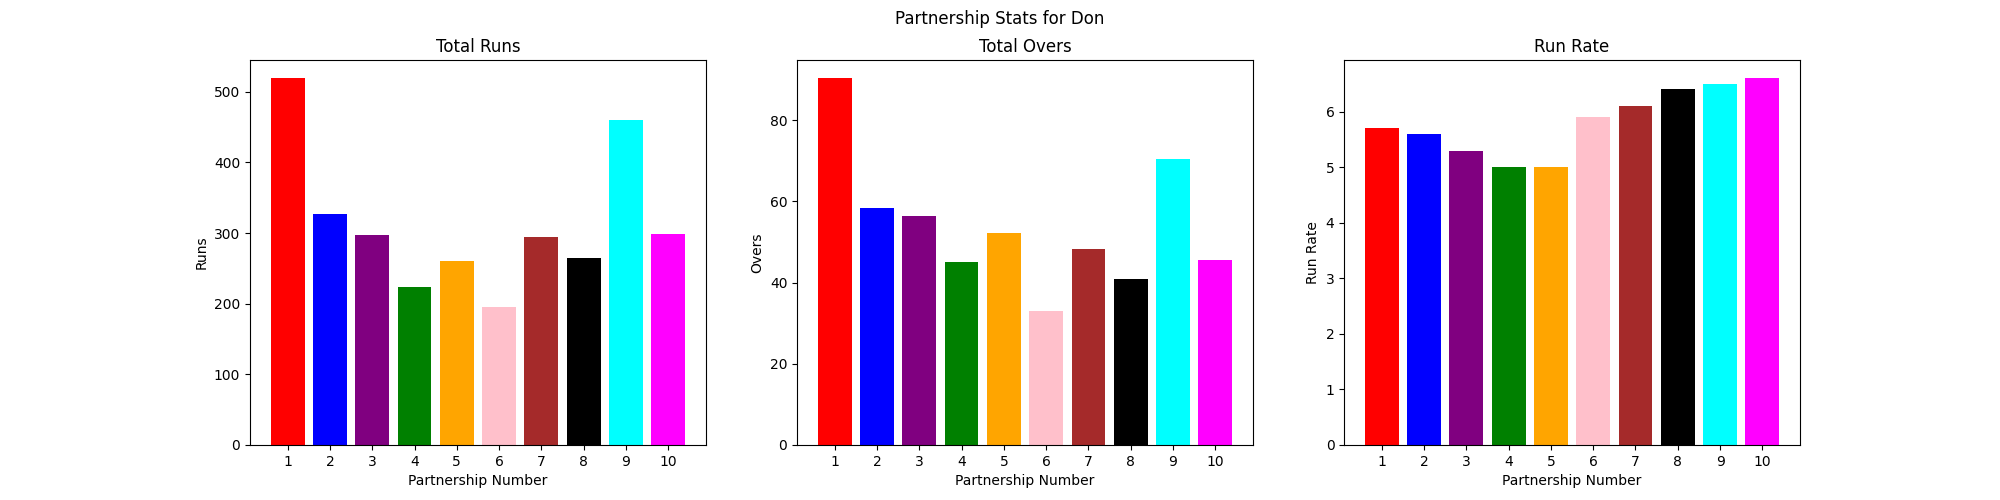 Partnership Stats for Don
Total Runs
Runs
500
400
300
200
100
0
1 2 3 4 5 6 7 8 9 10
Partnership Number
Total Overs
Overs
80
60
40
20
0
1 2 3 4 5 6 7 8 9 10
Partnership Number
Run Rate
Run Rate
6
5
4
3
2
1
0
1 2 3 4 5 6 7 8 9 10
Partnership Number